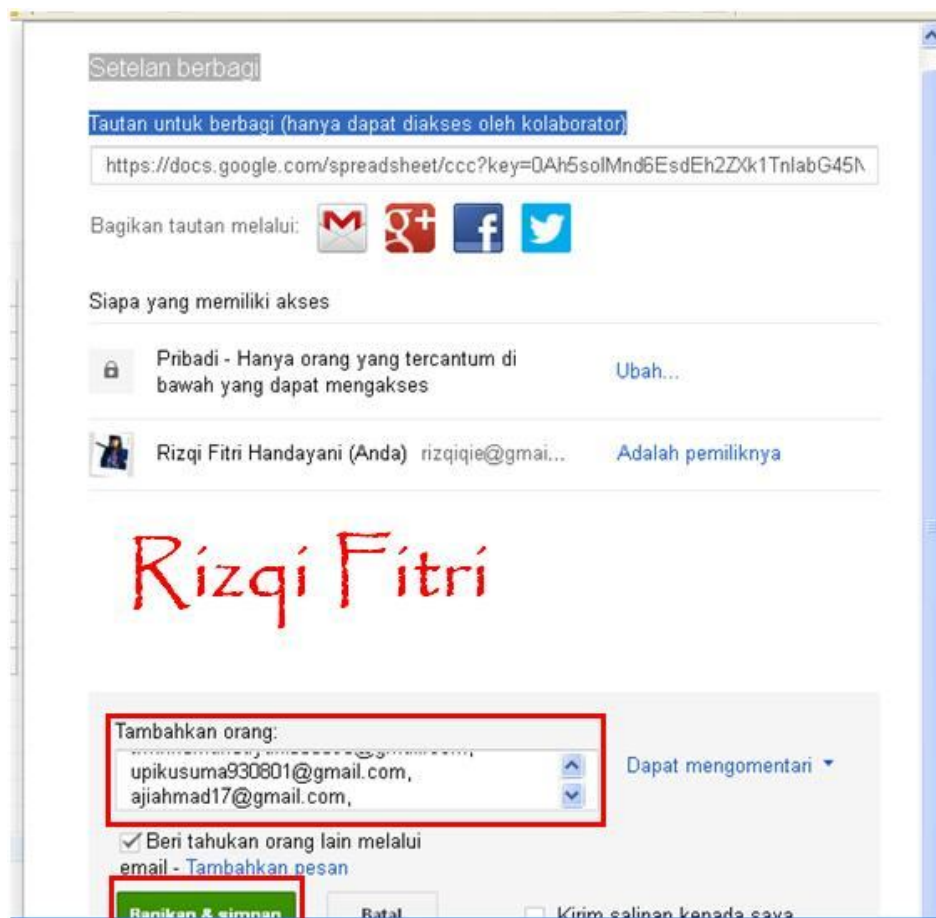 Setelan berbagi
Tautan untuk berbagi (hanya dapat diakses oleh kolaborator)
https://docs.google.com/spreadsheet/ccc?key=0Ah5solMnd6EsdEh2ZXk1TnlabG45N
Bagikan tautan melalui:
Siapa yang memiliki akses
Pribadi - Hanya orang yang tercantum di
bawah yang dapat mengakses
Ubah...
Rizqi Fitri Handayani (Anda) rizqiqie@gmai... Adalah pemiliknya
Rizqi Fitri
Tambahkan orang:
upikusuma930801@gmail.com,
ajiahmad17@gmail.com,
Dapat mengomentari
Beri tahukan orang lain melalui
email - Tambahkan pesan
Bagikan & simpan Batal Kirim salinan kepada saya